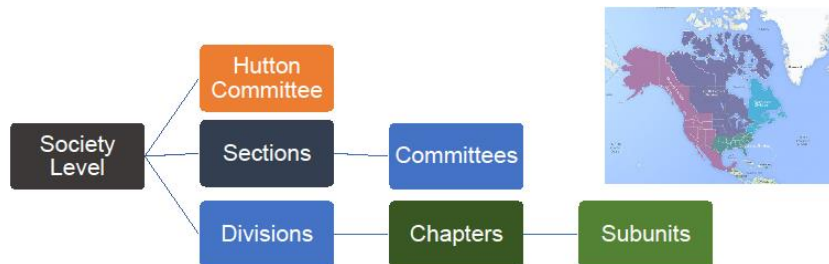 Hutton
Committee
Society
Level
Sections
Committees
Divisions
Chapters
Subunits